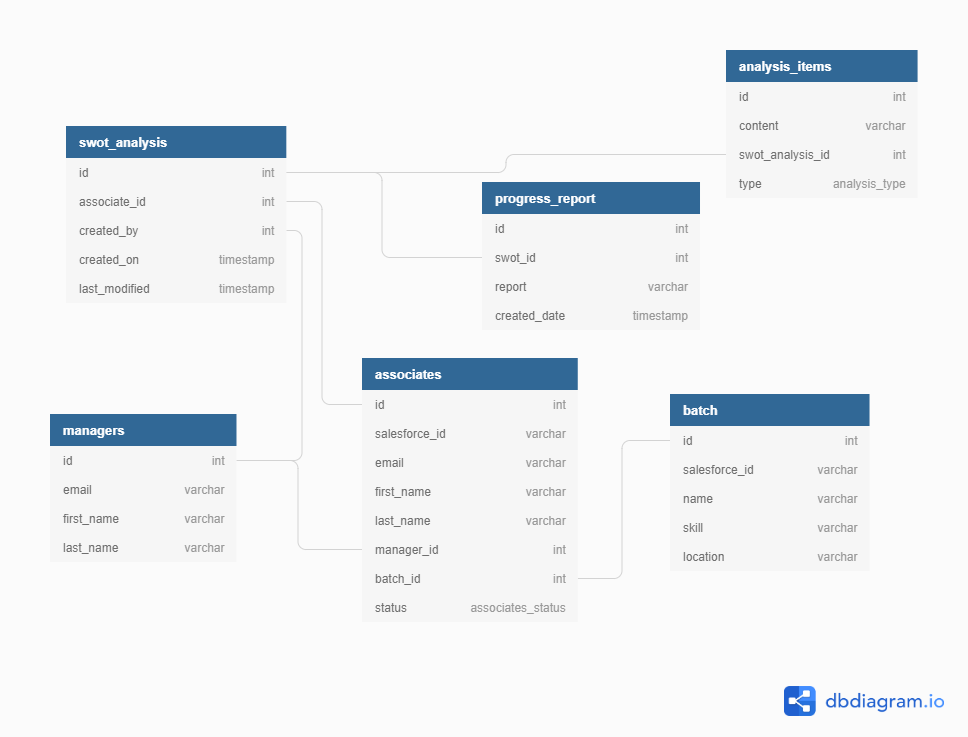 analysis_items
id int
content varchar
swot_analysis_id int
type analysis_type
swot_analysis
id int
associate_id int
created_by int
created_on timestamp
last_modified timestamp
progress_report
id int
swot_id int
report varchar
created_date timestamp
associates
id int
salesforce_id varchar
email varchar
first_name varchar
last_name varchar
manager_id int
batch_id int
status associates_status
batch
id int
salesforce_id varchar
name varchar
skill varchar
location varchar
managers
id int
email varchar
first_name varchar
last_name varchar
dbdiagram.io